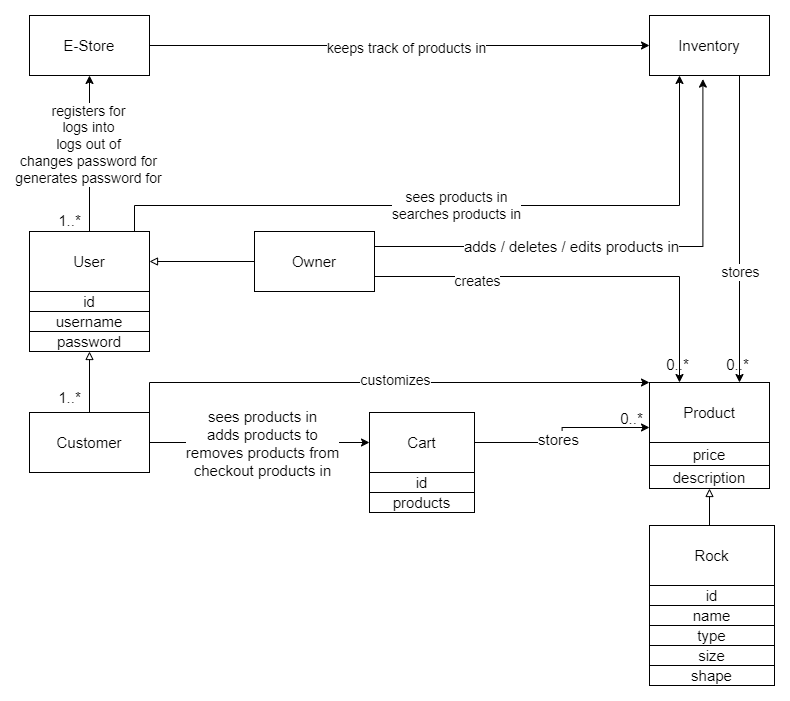 E-Store
keeps track of products in
Inventory
registers for
logs into
logs out of
changes password for
generates password for
1..*
sees products in
searches products in
User
id
username
password
Owner
adds / deletes / edits products in
creates
stores
0..*
0..*
1..*
customizes
Customer
sees products in
adds products to
removes products from
checkout products in
Cart
id
products
stores
0..*
Product
price
description
Rock
id
name
type
size
shape